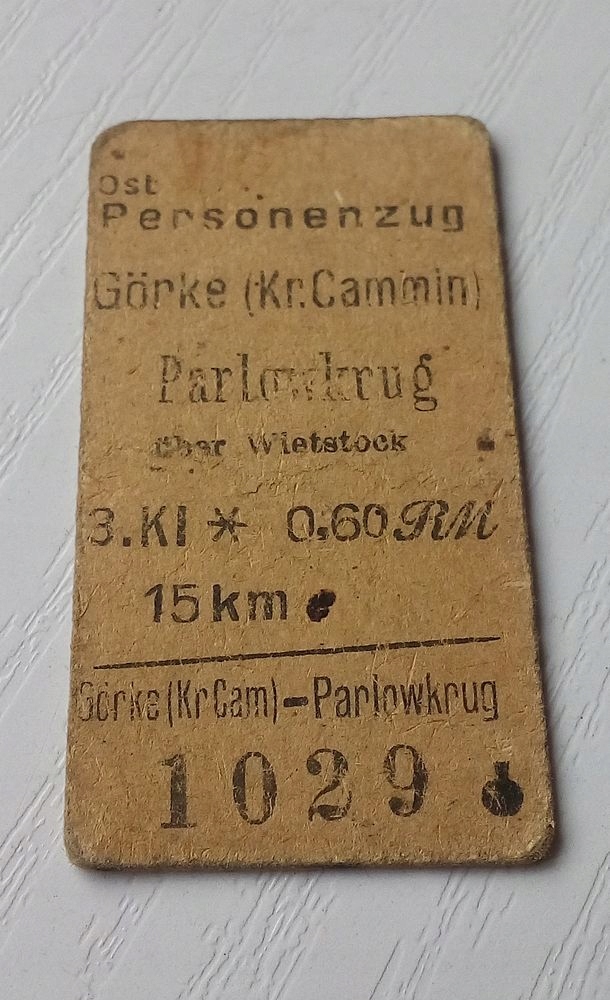 Ost
Personenzug
Görke (Kr.Cammin)
Parlowkrug
über Wietstock
3.Kl * 0.60 RM
15 km
Görke (Kr Cam) - Parlowkrug
1029